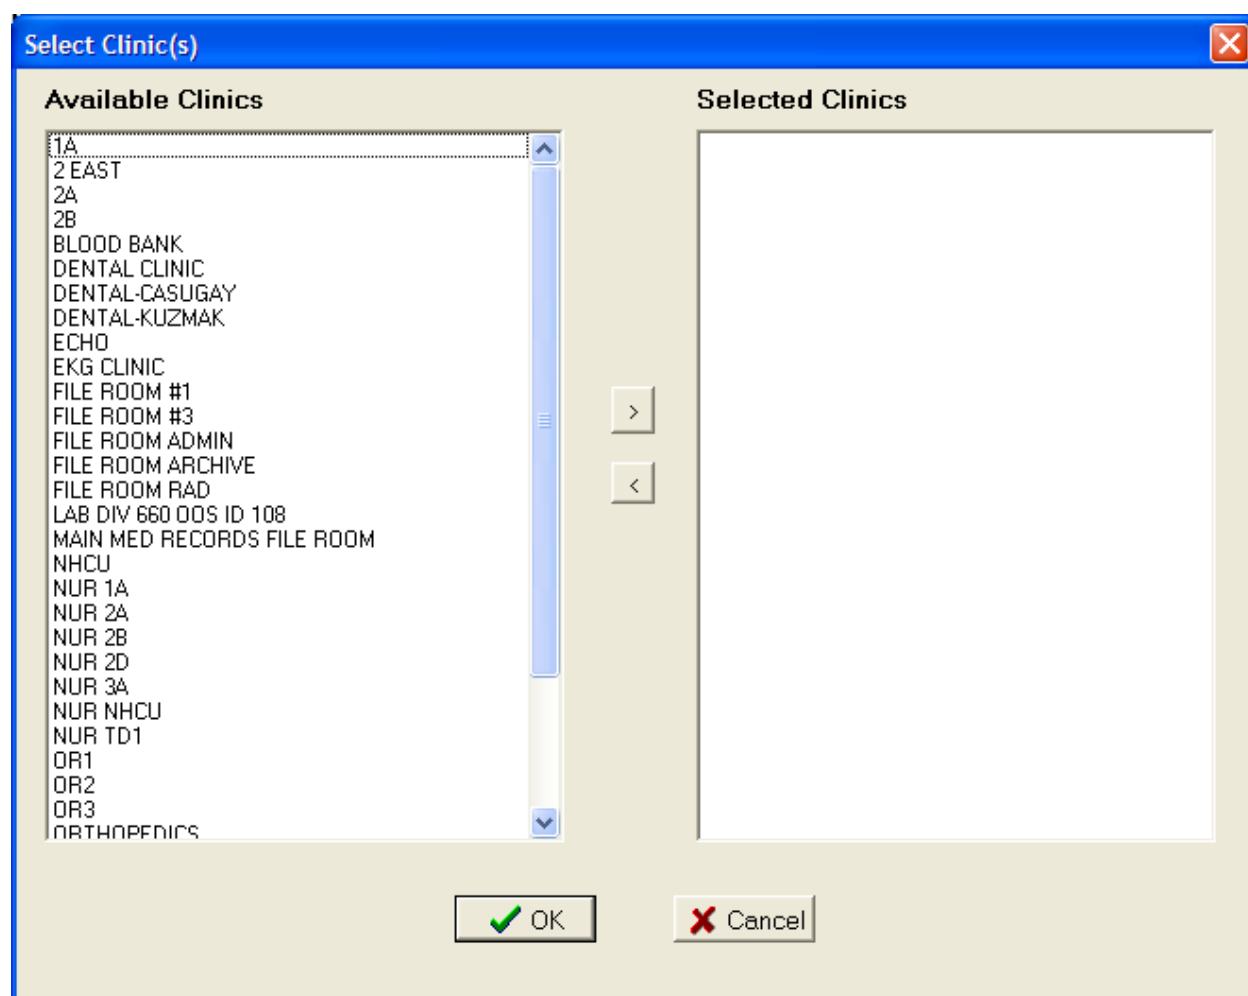 Select Clinic(s)
Available Clinics
Selected Clinics
1A
2 EAST
2A
2B
BLOOD BANK
DENTAL CLINIC
DENTAL-CASUGAY
DENTAL-KUZMAK
ECHO
EKG CLINIC
FILE ROOM #1
FILE ROOM #3
FILE ROOM ADMIN
FILE ROOM ARCHIVE
FILE ROOM RAD
LAB DIV 660 OOS ID 108
MAIN MED RECORDS FILE ROOM
NHCU
NUR 1A
NUR 2A
NUR 2B
NUR 2D
NUR 3A
NUR NHCU
NUR TD1
OR1
OR2
OR3
ORTHOPEDICS
>
<
OK
Cancel